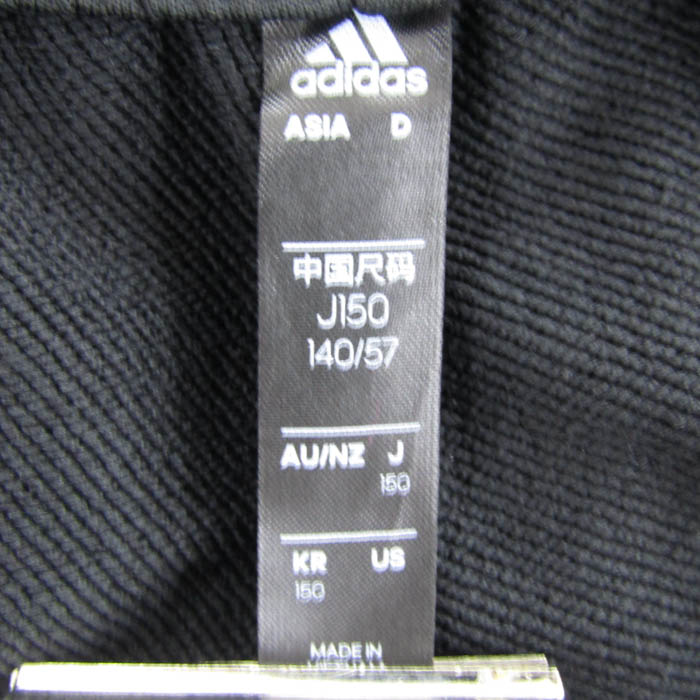 adidas
ASIA D
中国尺码
J150
140/57
AU/NZ J
150
KR US
150
MADE IN